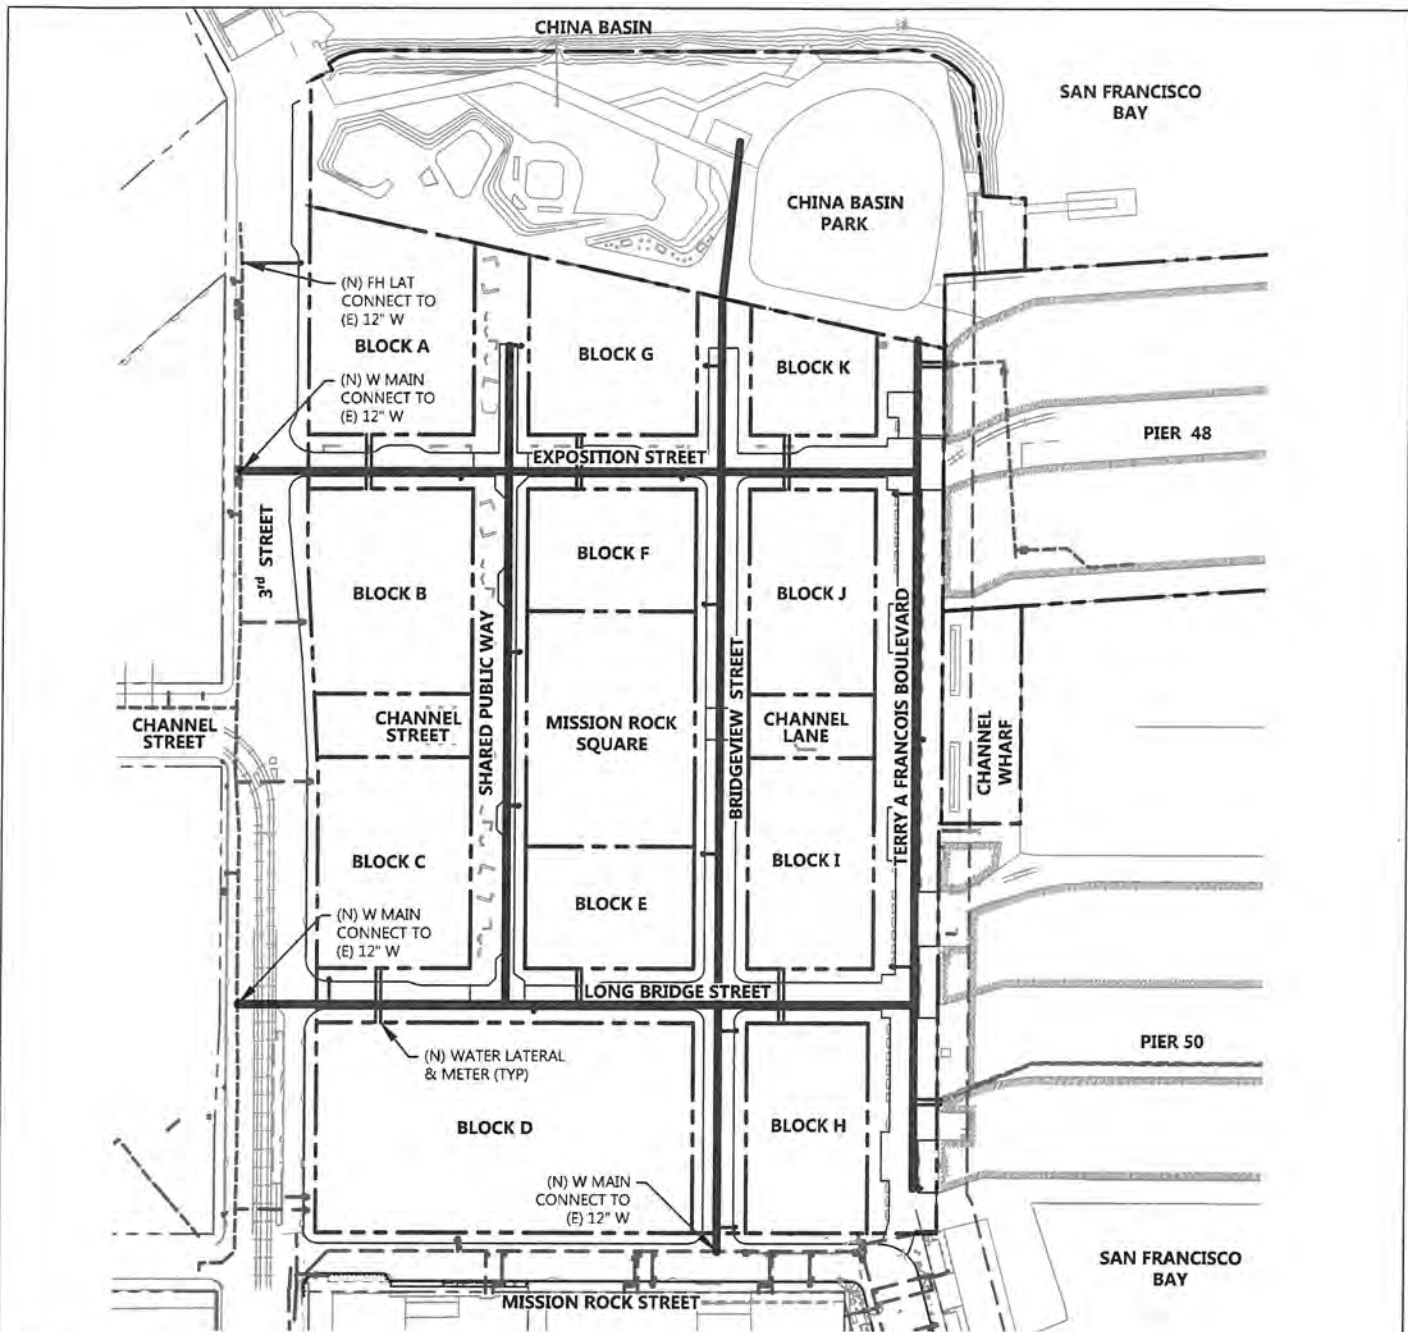 CHINA BASIN
SAN FRANCISCO
BAY
CHINA BASIN
PARK
(N) FH LAT
CONNECT TO
(E) 12" W
BLOCK A
BLOCK G
BLOCK K
(N) W MAIN
CONNECT TO
(E) 12" W
PIER 48
EXPOSITION STREET
3rd STREET
BLOCK F
BLOCK B
BLOCK J
SHARED PUBLIC WAY
BRIDGEVIEW STREET
TERRY A FRANCOIS BOULEVARD
CHANNEL
STREET
CHANNEL
STREET
MISSION ROCK
SQUARE
CHANNEL
LANE
CHANNEL
WHARF
BLOCK C
BLOCK I
BLOCK E
(N) W MAIN
CONNECT TO
(E) 12" W
LONG BRIDGE STREET
(N) WATER LATERAL
& METER (TYP)
PIER 50
BLOCK D
BLOCK H
(N) W MAIN
CONNECT TO
(E) 12" W
SAN FRANCISCO
BAY
MISSION ROCK STREET